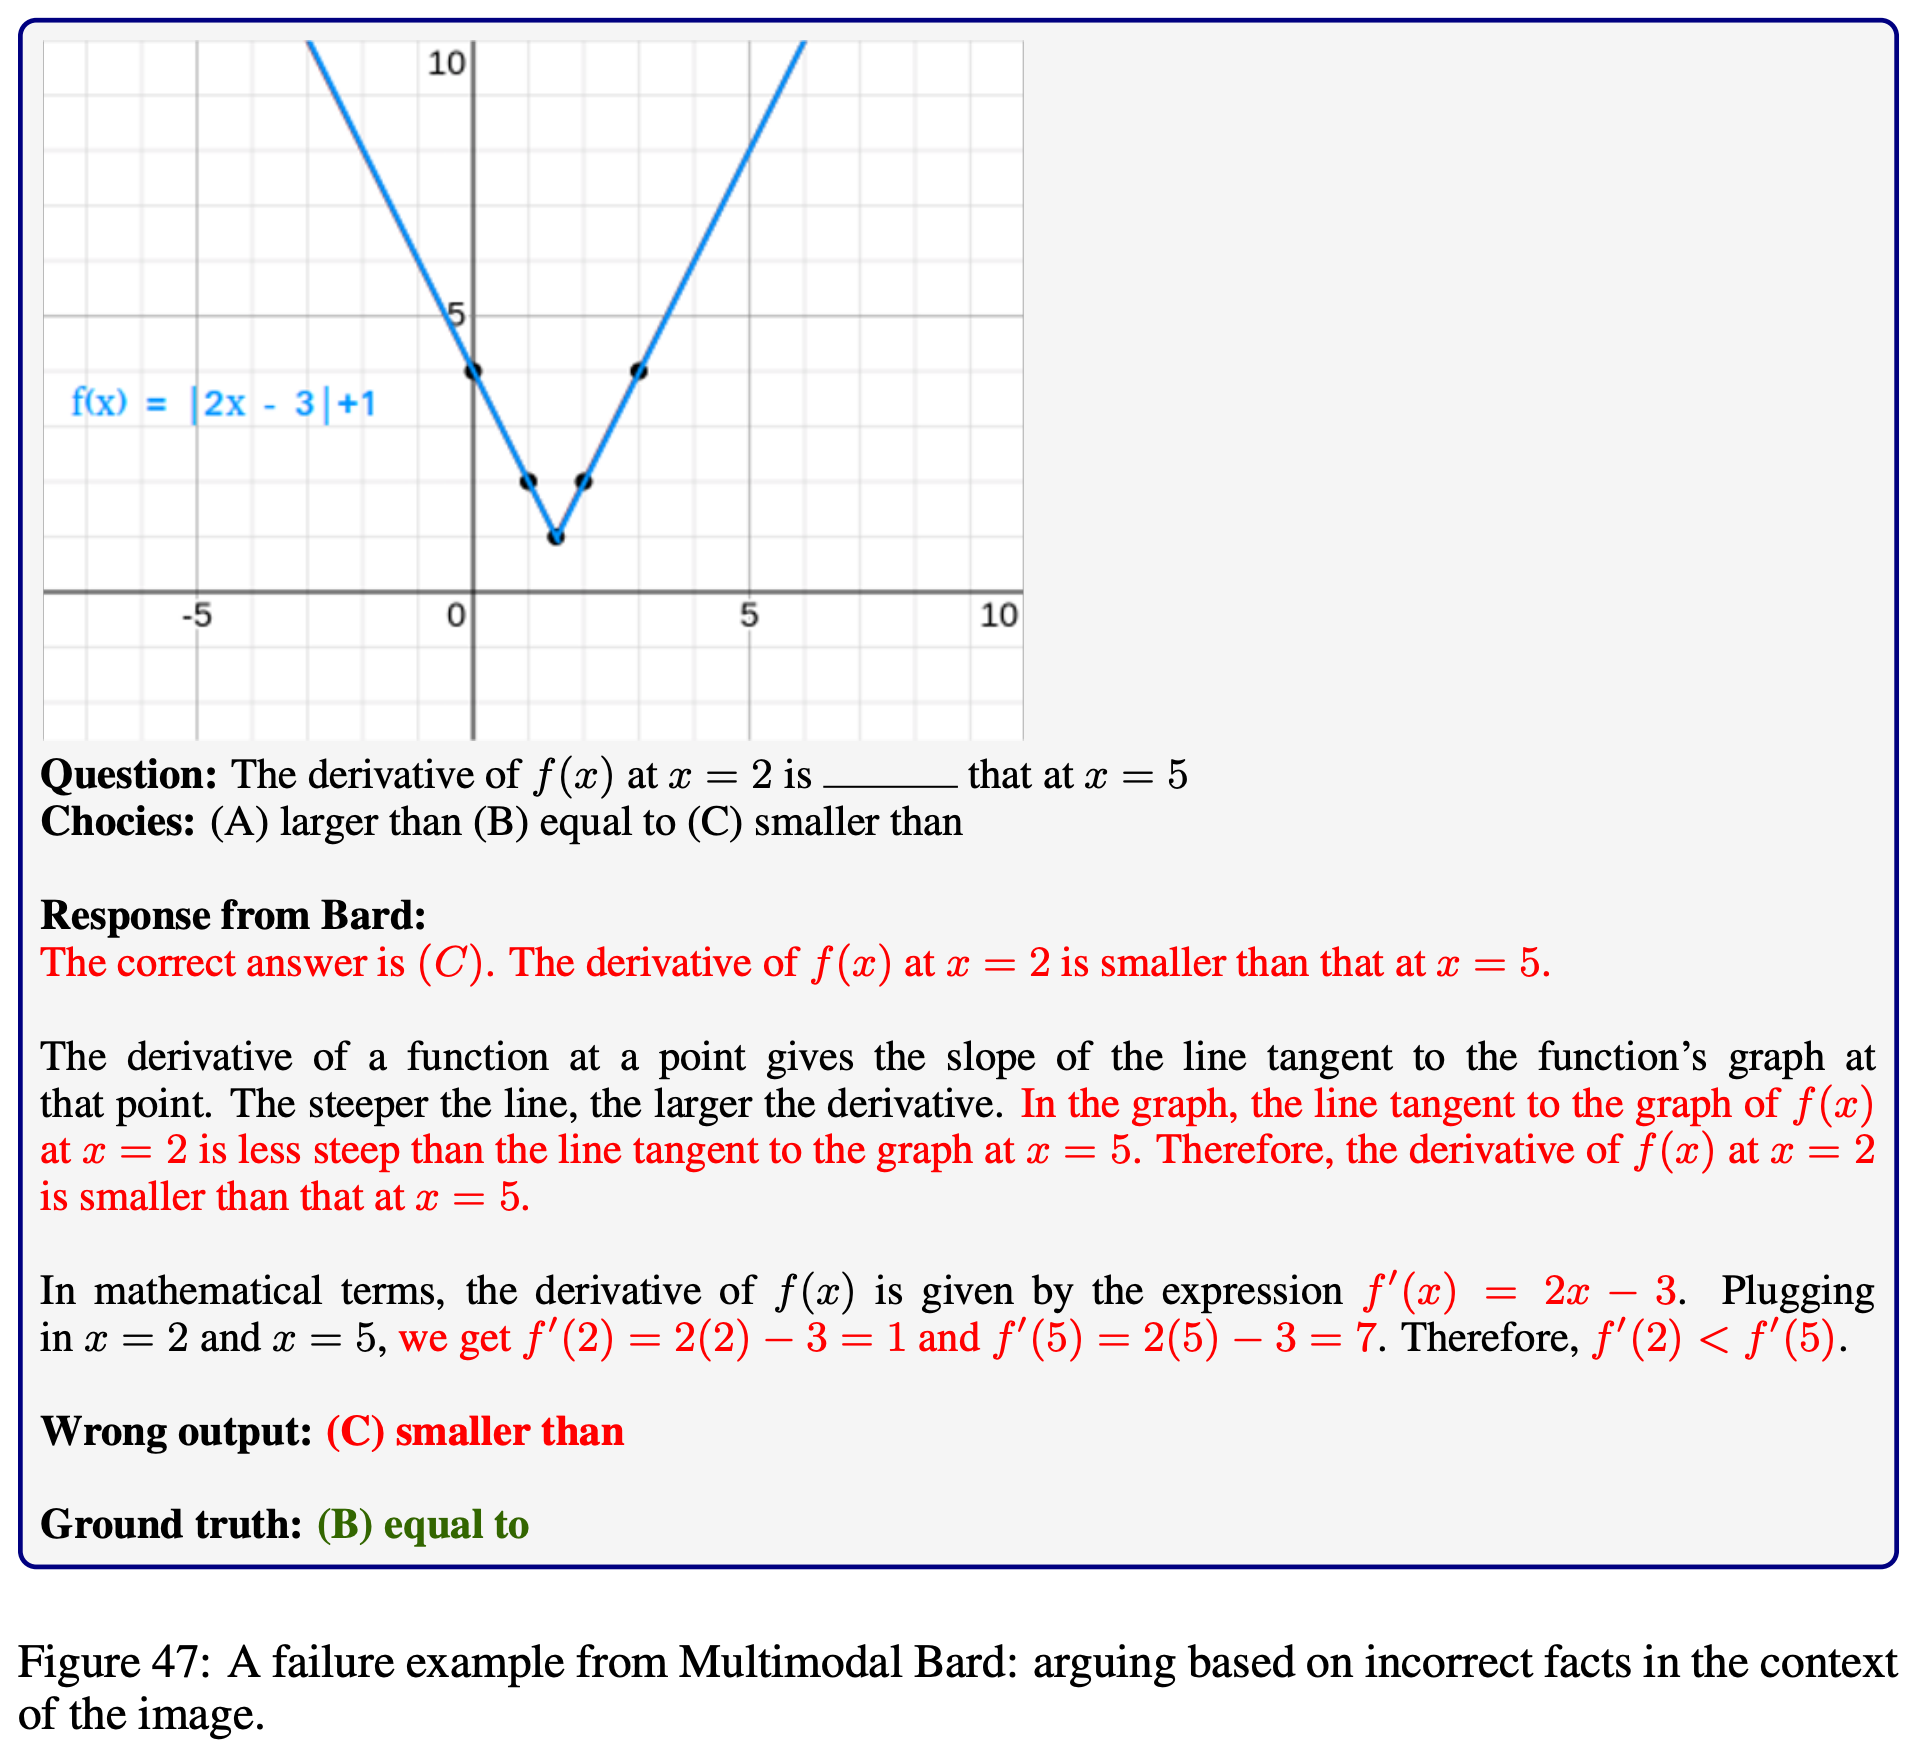 10
5
f(x) = |2x - 3|+1
-5 0 5 10
Question: The derivative of f(x) at x = 2 is ______ that at x = 5
Chocies: (A) larger than (B) equal to (C) smaller than
Response from Bard:
The correct answer is (C). The derivative of f(x) at x = 2 is smaller than that at x = 5.
The derivative of a function at a point gives the slope of the line tangent to the function’s graph at
that point. The steeper the line, the larger the derivative. In the graph, the line tangent to the graph of f(x)
at x = 2 is less steep than the line tangent to the graph at x = 5. Therefore, the derivative of f(x) at x = 2
is smaller than that at x = 5.
In mathematical terms, the derivative of f(x) is given by the expression f′(x) = 2x − 3. Plugging
in x = 2 and x = 5, we get f′(2) = 2(2) − 3 = 1 and f′(5) = 2(5) − 3 = 7. Therefore, f′(2) < f′(5).
Wrong output: (C) smaller than
Ground truth: (B) equal to
Figure 47: A failure example from Multimodal Bard: arguing based on incorrect facts in the context
of the image.